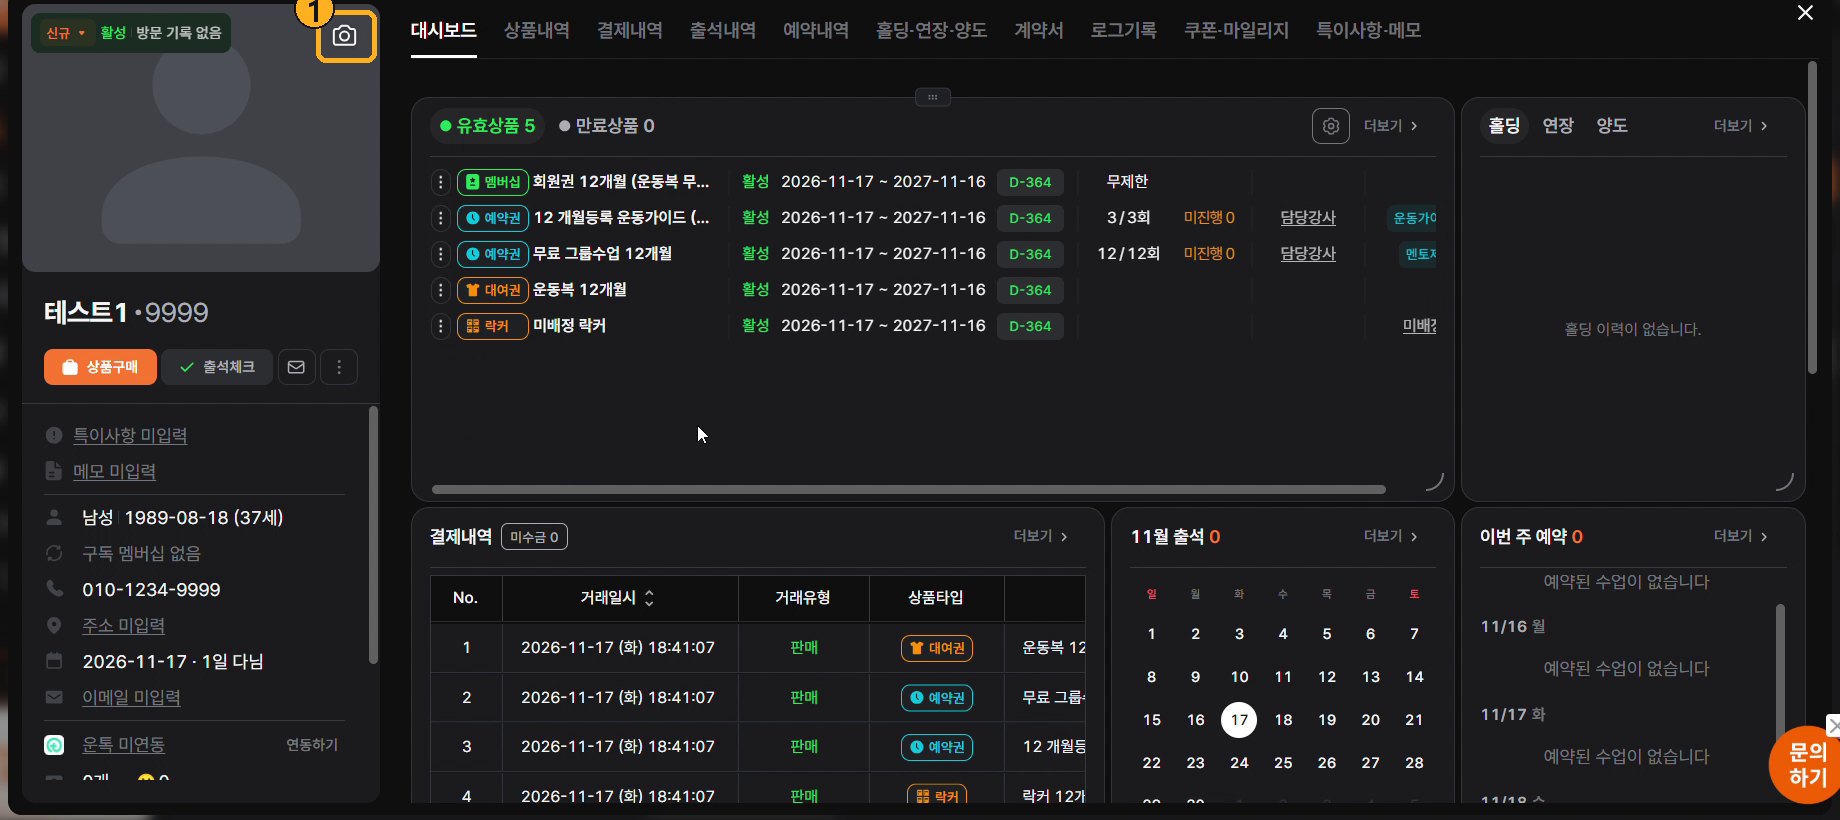 신규 활성 방문 기록 없음
1
대시보드 상품내역 결제내역 출석내역 예약내역 홀딩·연장·양도 계약서 로그기록 쿠폰·마일리지 특이사항·메모
테스트1 · 9999
상품구매 출석체크
특이사항 미입력
메모 미입력
남성 1989-08-18 (37세)
구독 멤버십 없음
010-1234-9999
주소 미입력
2026-11-17 · 1일 다님
이메일 미입력
운톡 미연동 연동하기
유효상품 5 만료상품 0 더보기
멤버십 회원권 12개월 (운동복 무... 활성 2026-11-17 ~ 2027-11-16 D-364 무제한
예약권 12 개월등록 운동가이드 (... 활성 2026-11-17 ~ 2027-11-16 D-364 3/3회 미진행 0 담당강사
예약권 무료 그룹수업 12개월 활성 2026-11-17 ~ 2027-11-16 D-364 12/12회 미진행 0 담당강사
대여권 운동복 12개월 활성 2026-11-17 ~ 2027-11-16 D-364
락커 미배정 락커 활성 2026-11-17 ~ 2027-11-16 D-364
홀딩 연장 양도 더보기
홀딩 이력이 없습니다.
결제내역 미수금 0 더보기
No. 거래일시 거래유형 상품타입
1 2026-11-17 (화) 18:41:07 판매 대여권 운동복 12
2 2026-11-17 (화) 18:41:07 판매 예약권 무료 그룹
3 2026-11-17 (화) 18:41:07 판매 예약권 12 개월등
4 2026-11-17 (화) 18:41:07 판매 락커 락커 12개
11월 출석 0 더보기
일 월 화 수 목 금 토
1 2 3 4 5 6 7
8 9 10 11 12 13 14
15 16 17 18 19 20 21
22 23 24 25 26 27 28
이번 주 예약 0 더보기
예약된 수업이 없습니다
11/16 월
예약된 수업이 없습니다
11/17 화
예약된 수업이 없습니다
11/18 수
문의
하기